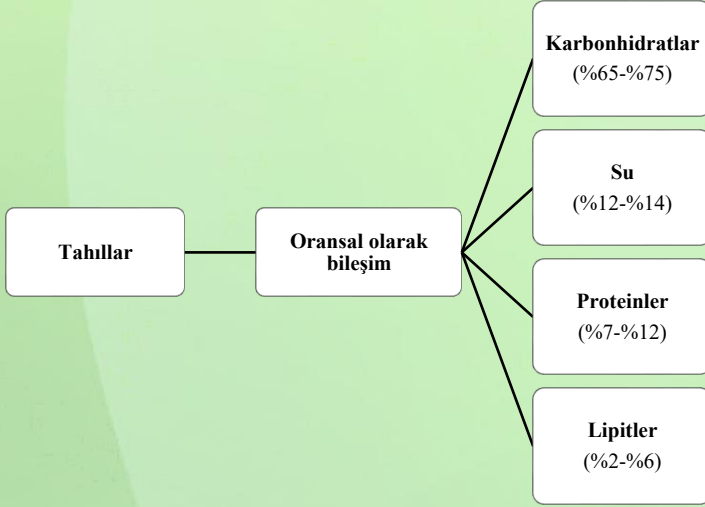 Tahıllar
Oransal olarak
bileşim
Karbonhidratlar
(%65-%75)
Su
(%12-%14)
Proteinler
(%7-%12)
Lipitler
(%2-%6)